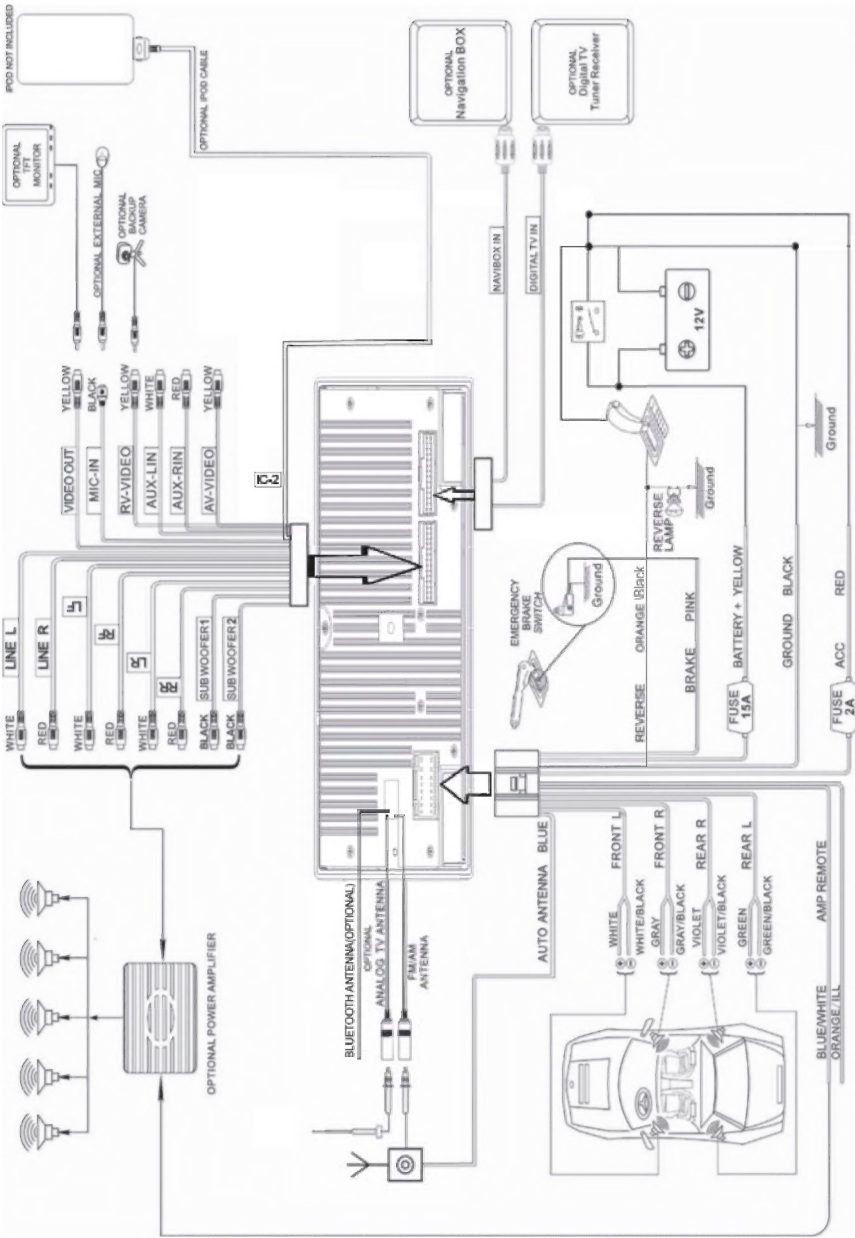 IPOD NOT INCLUDED
OPTIONAL
TFT
MONITOR
OPTIONAL EXTERNAL MIC
OPTIONAL
BACKUP
CAMERA
OPTIONAL IPOD CABLE
OPTIONAL
Navigation BOX
OPTIONAL
Digital TV
Tuner Receiver
NAVIBOX IN
DIGITAL TV IN
YELLOW
BLACK
YELLOW
WHITE
RED
YELLOW
VIDEO OUT
MIC-IN
RV-VIDEO
AUX-LIN
AUX-RIN
AV-VIDEO
IC-2
LINE L
LINE R
LF
RF
LR
RR
SUBWOOFER1
SUBWOOFER2
WHITE
RED
WHITE
RED
WHITE
RED
BLACK
BLACK
OPTIONAL POWER AMPLIFIER
BLUETOOTH ANTENNA(OPTIONAL)
OPTIONAL
ANALOG TV ANTENNA
FM/AM
ANTENNA
12V
Ground
REVERSE
LAMP
Ground
EMERGENCY
BRAKE
SWITCH
Ground
REVERSE ORANGE \Black
BRAKE PINK
FUSE
15A
BATTERY + YELLOW
GROUND BLACK
FUSE
2A
ACC RED
AUTO ANTENNA BLUE
WHITE
WHITE/BLACK
FRONT L
GRAY
GRAY/BLACK
FRONT R
VIOLET
VIOLET/BLACK
REAR R
GREEN
GREEN/BLACK
REAR L
BLUE/WHITE AMP REMOTE
ORANGE/ ILL